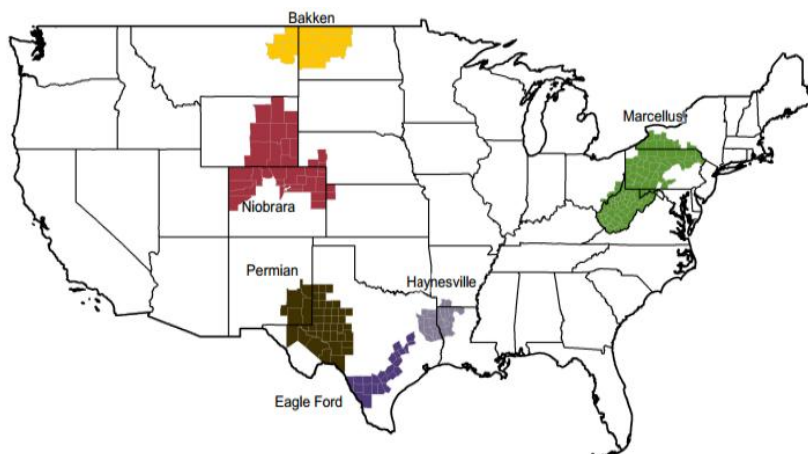 Bakken
Marcellus
Niobrara
Permian
Haynesville
Eagle Ford